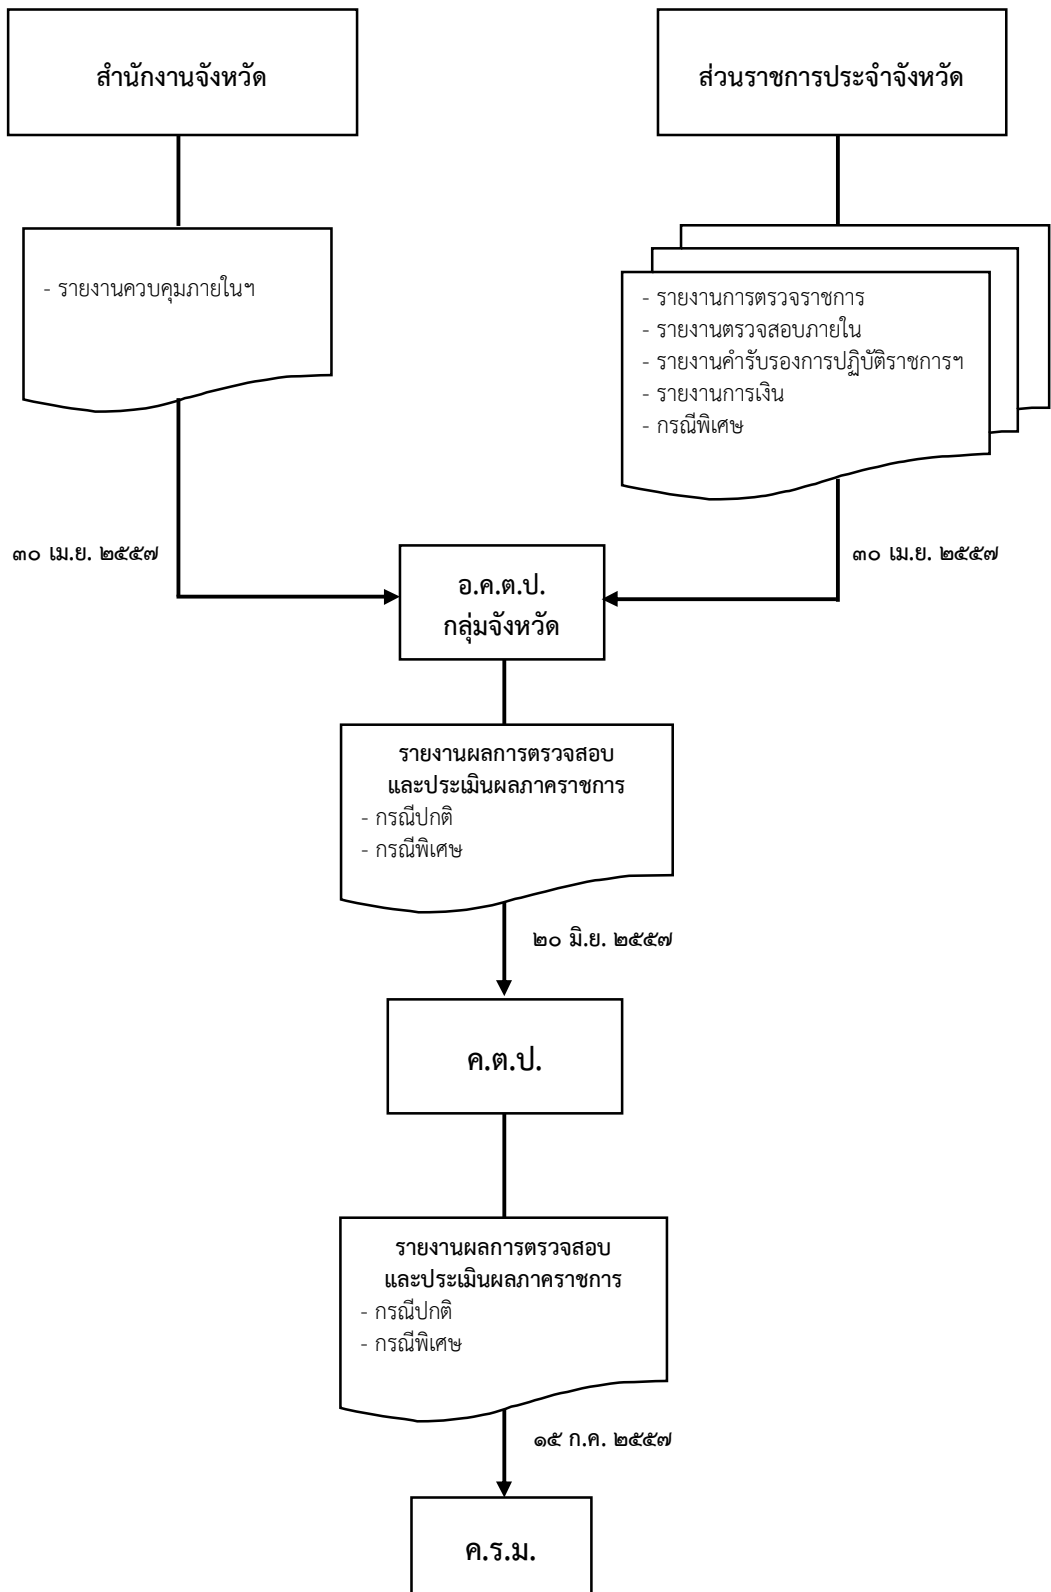 สำนักงานจังหวัด
ส่วนราชการประจำจังหวัด
- รายงานควบคุมภายในฯ
- รายงานการตรวจราชการ
- รายงานตรวจสอบภายใน
- รายงานคำรับรองการปฏิบัติราชการฯ
- รายงานการเงิน
- กรณีพิเศษ
๓๐ เม.ย. ๒๕๕๗
๓๐ เม.ย. ๒๕๕๗
อ.ค.ต.ป.
กลุ่มจังหวัด
รายงานผลการตรวจสอบ
และประเมินผลภาคราชการ
- กรณีปกติ
- กรณีพิเศษ
๒๐ มิ.ย. ๒๕๕๗
ค.ต.ป.
รายงานผลการตรวจสอบ
และประเมินผลภาคราชการ
- กรณีปกติ
- กรณีพิเศษ
๑๕ ก.ค. ๒๕๕๗
ค.ร.ม.